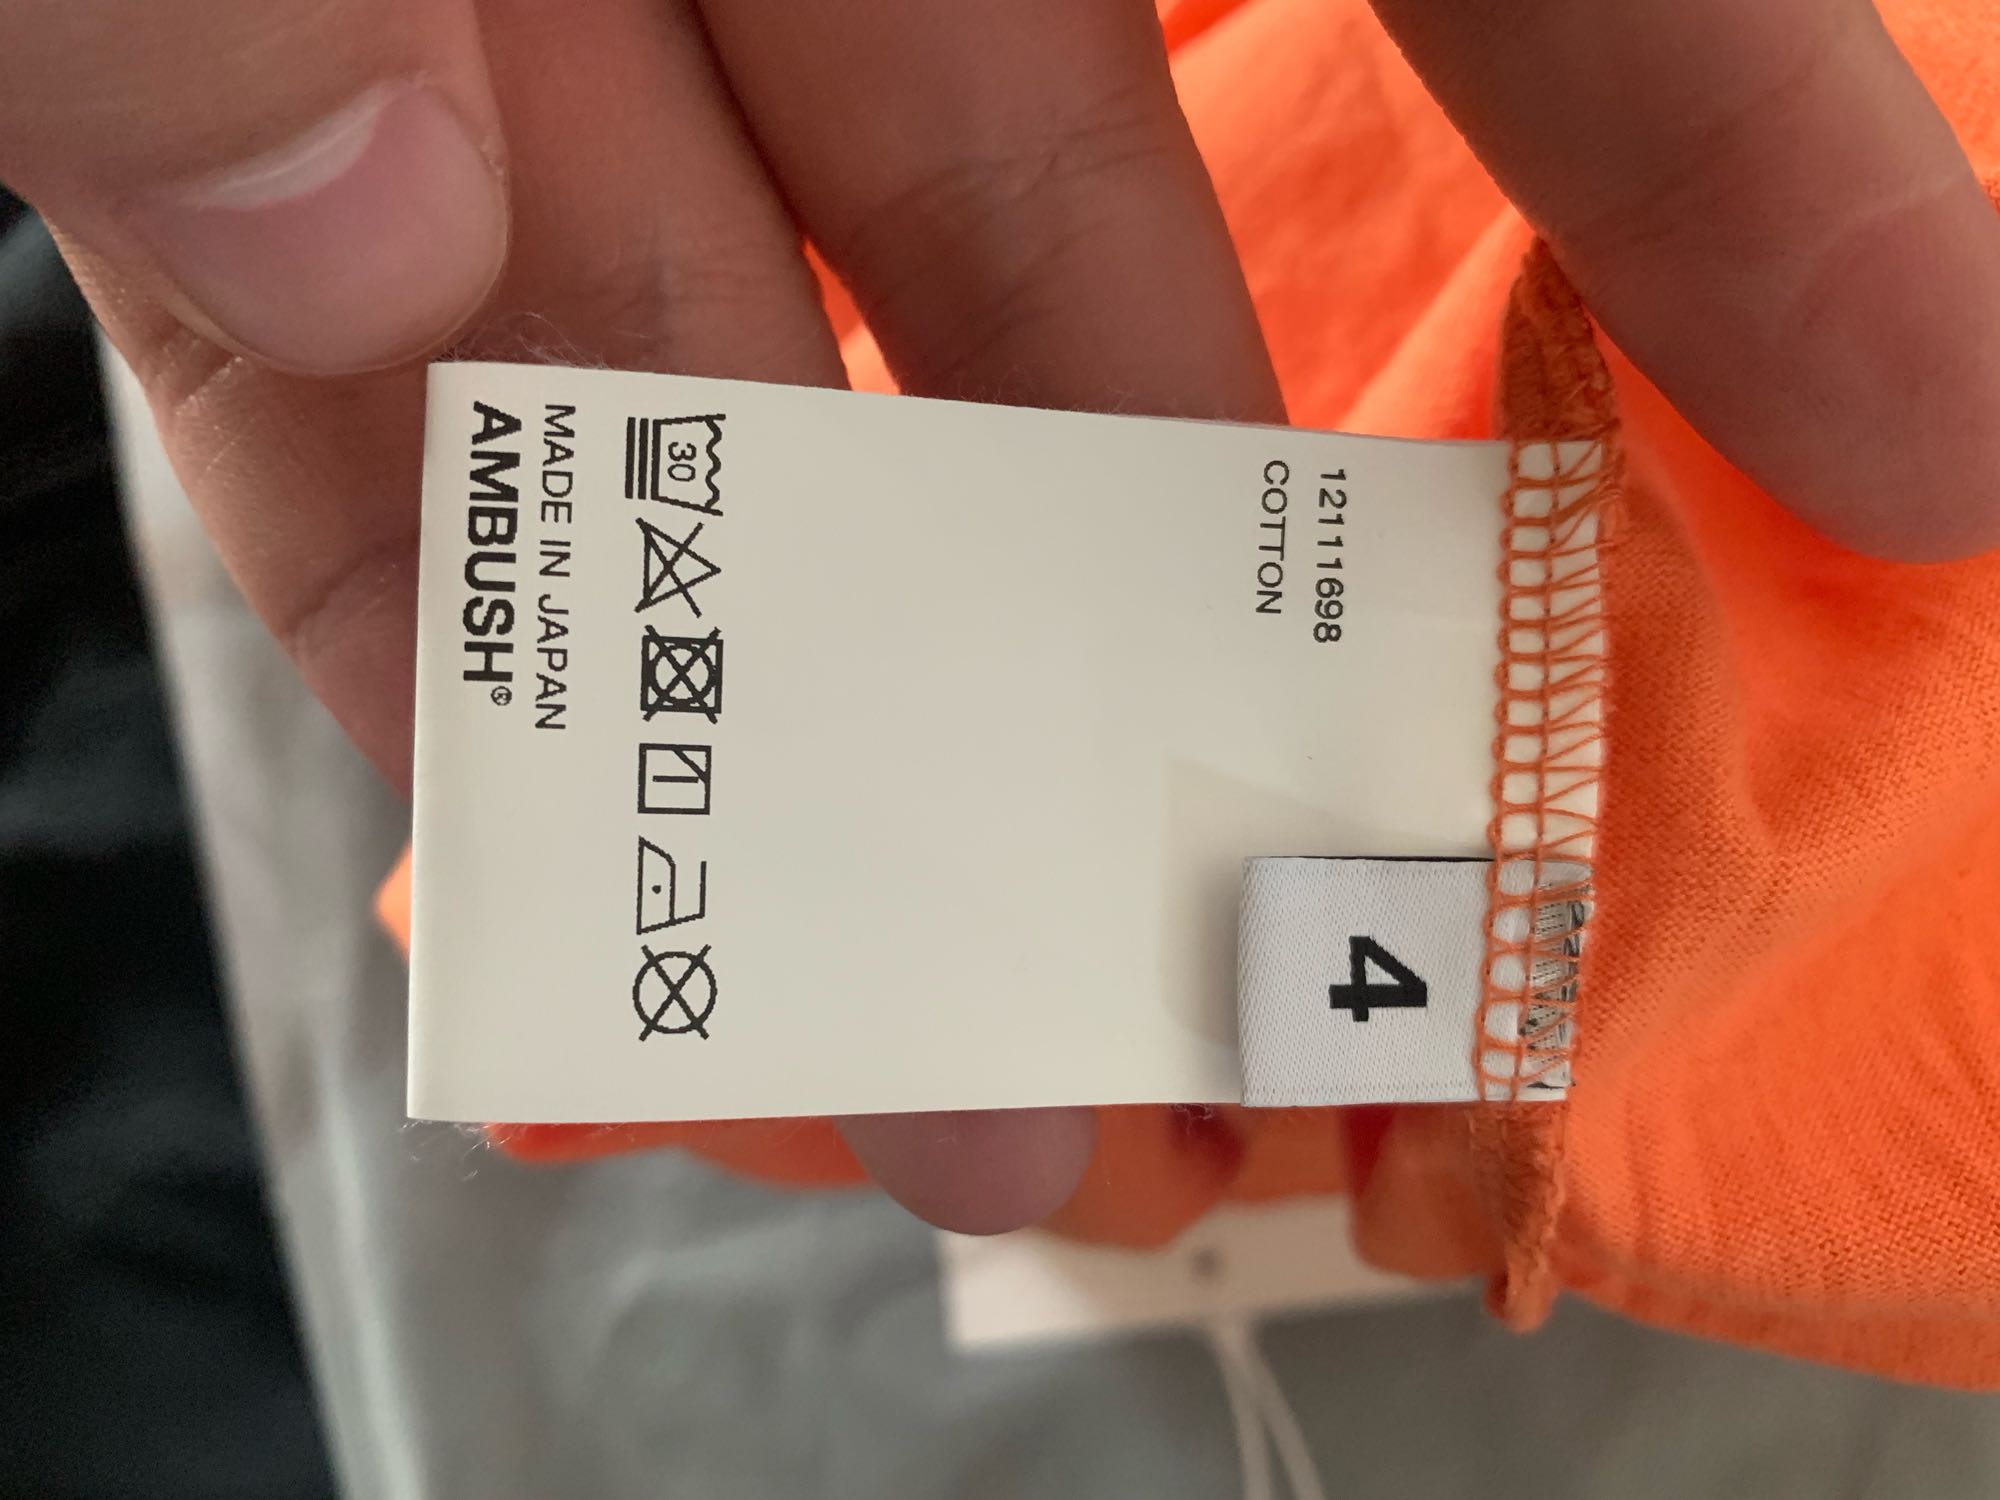 12111698
COTTON
4
30
MADE IN JAPAN
AMBUSH®